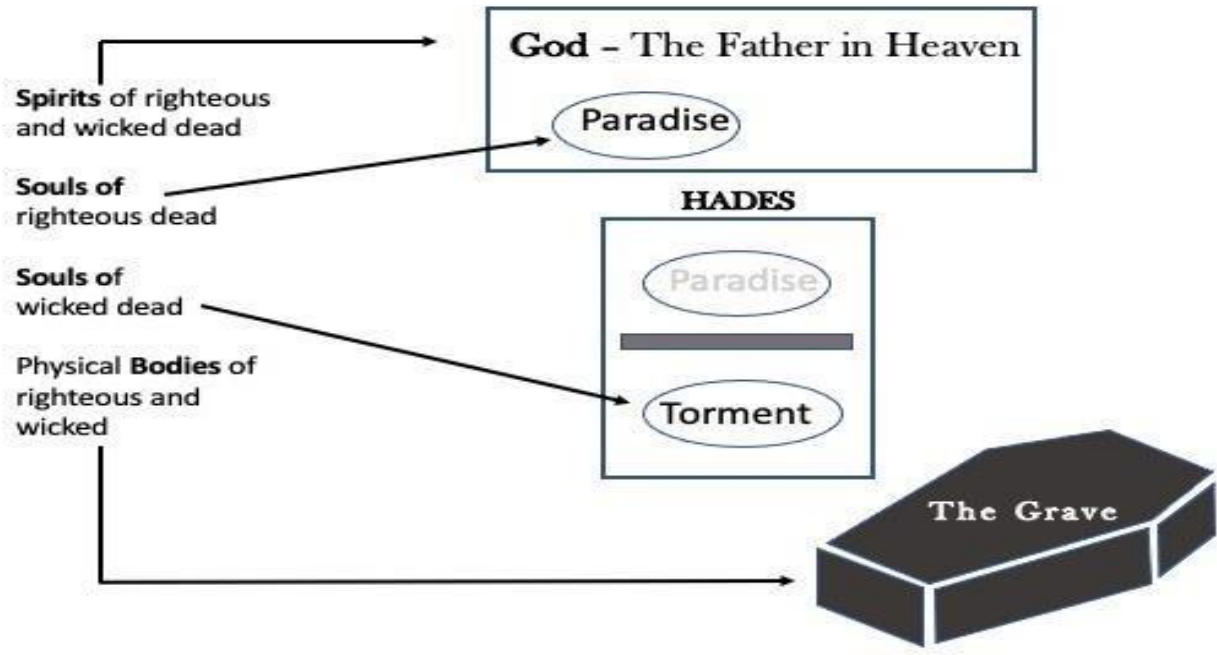 God – The Father in Heaven
Spirits of righteous
and wicked dead
Paradise
Souls of
righteous dead
HADES
Souls of
wicked dead
Paradise
Physical Bodies of
righteous and
wicked
Torment
The Grave